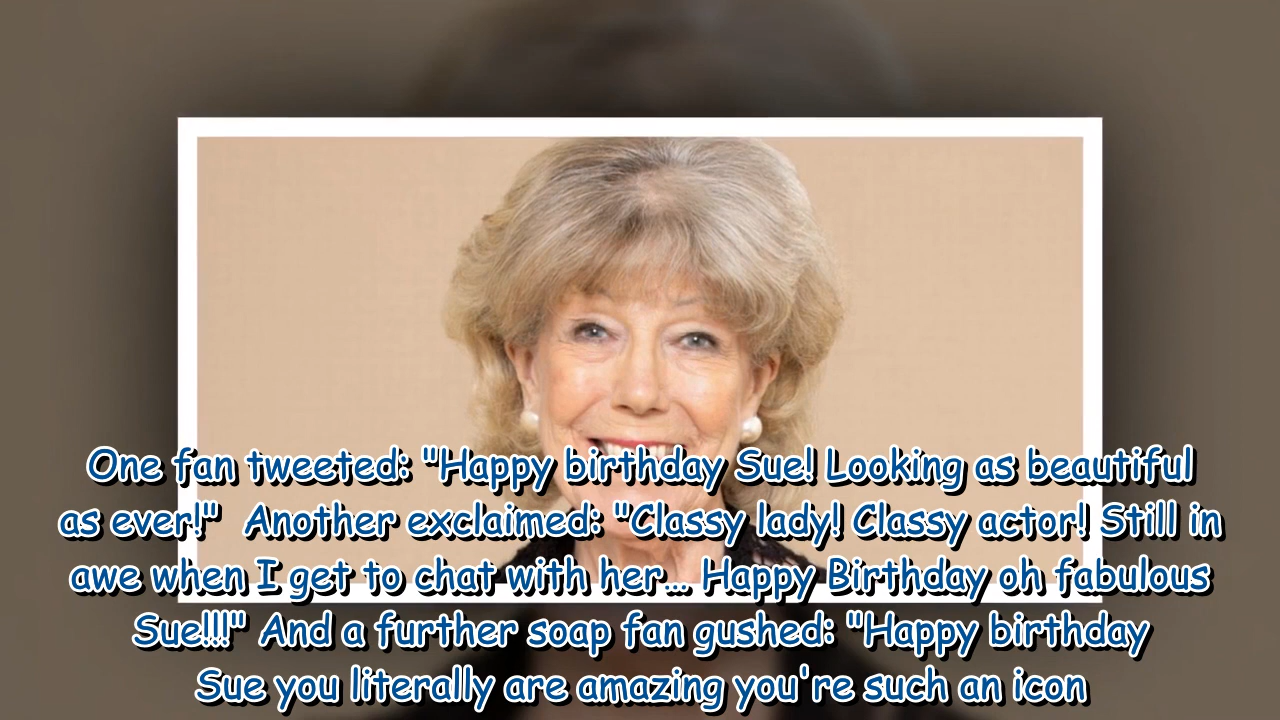 One fan tweeted: "Happy birthday Sue! Looking as beautiful
as ever!"  Another exclaimed: "Classy lady! Classy actor! Still in
awe when I get to chat with her... Happy Birthday oh fabulous
Sue!!!" And a further soap fan gushed: "Happy birthday
Sue you literally are amazing you're such an icon